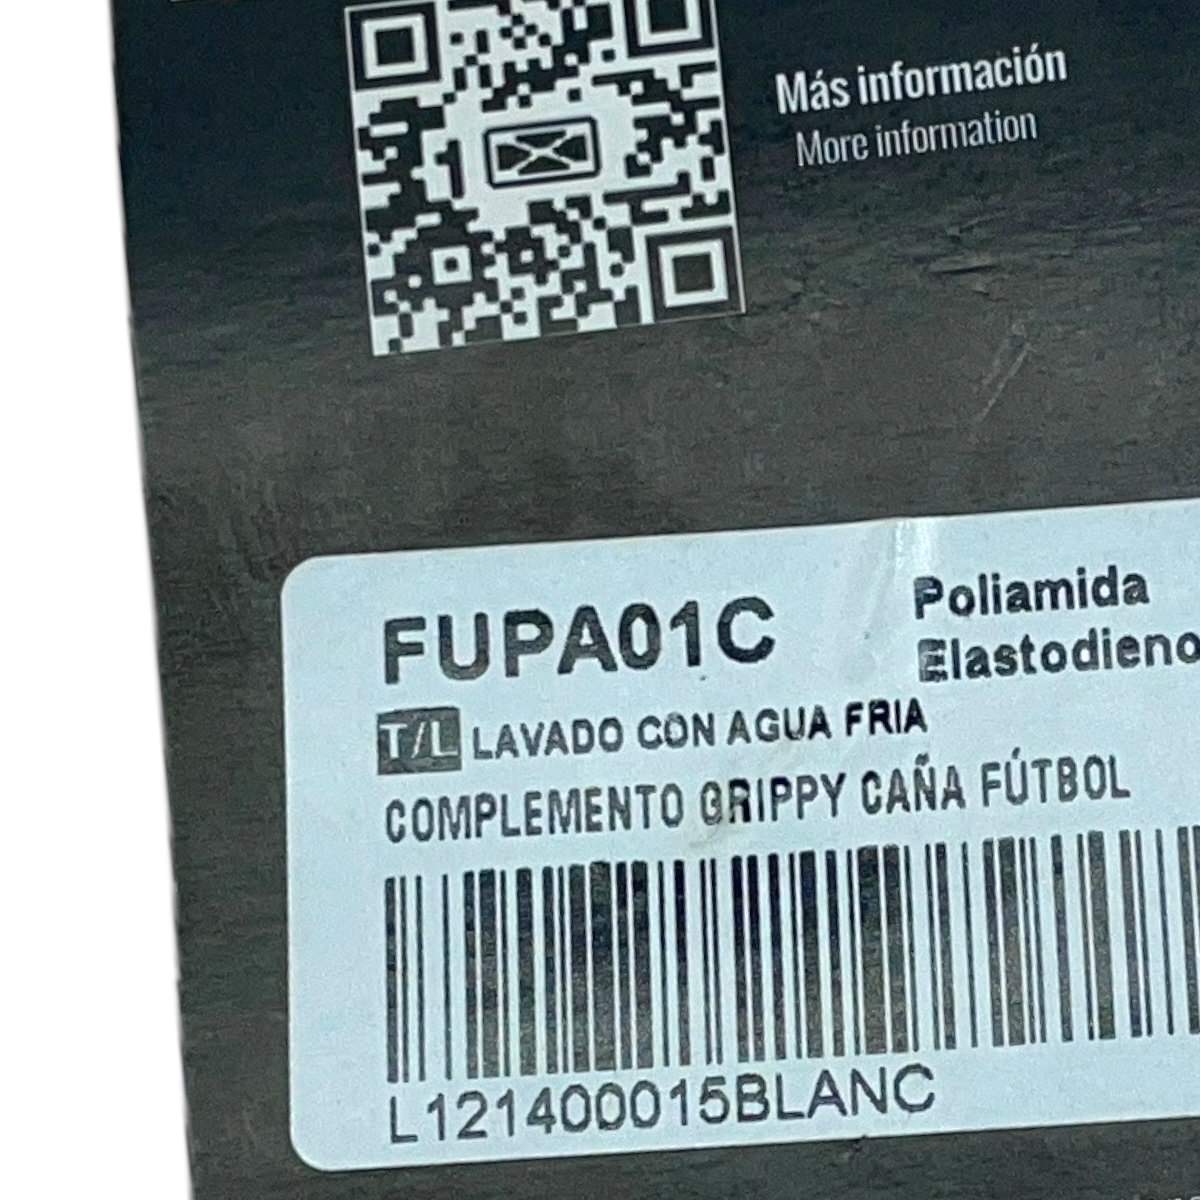 Más información
More information
FUPA01C
Poliamida
Elastodieno
T/L LAVADO CON AGUA FRIA
COMPLEMENTO GRIPPY CAÑA FÚTBOL
L121400015BLANC